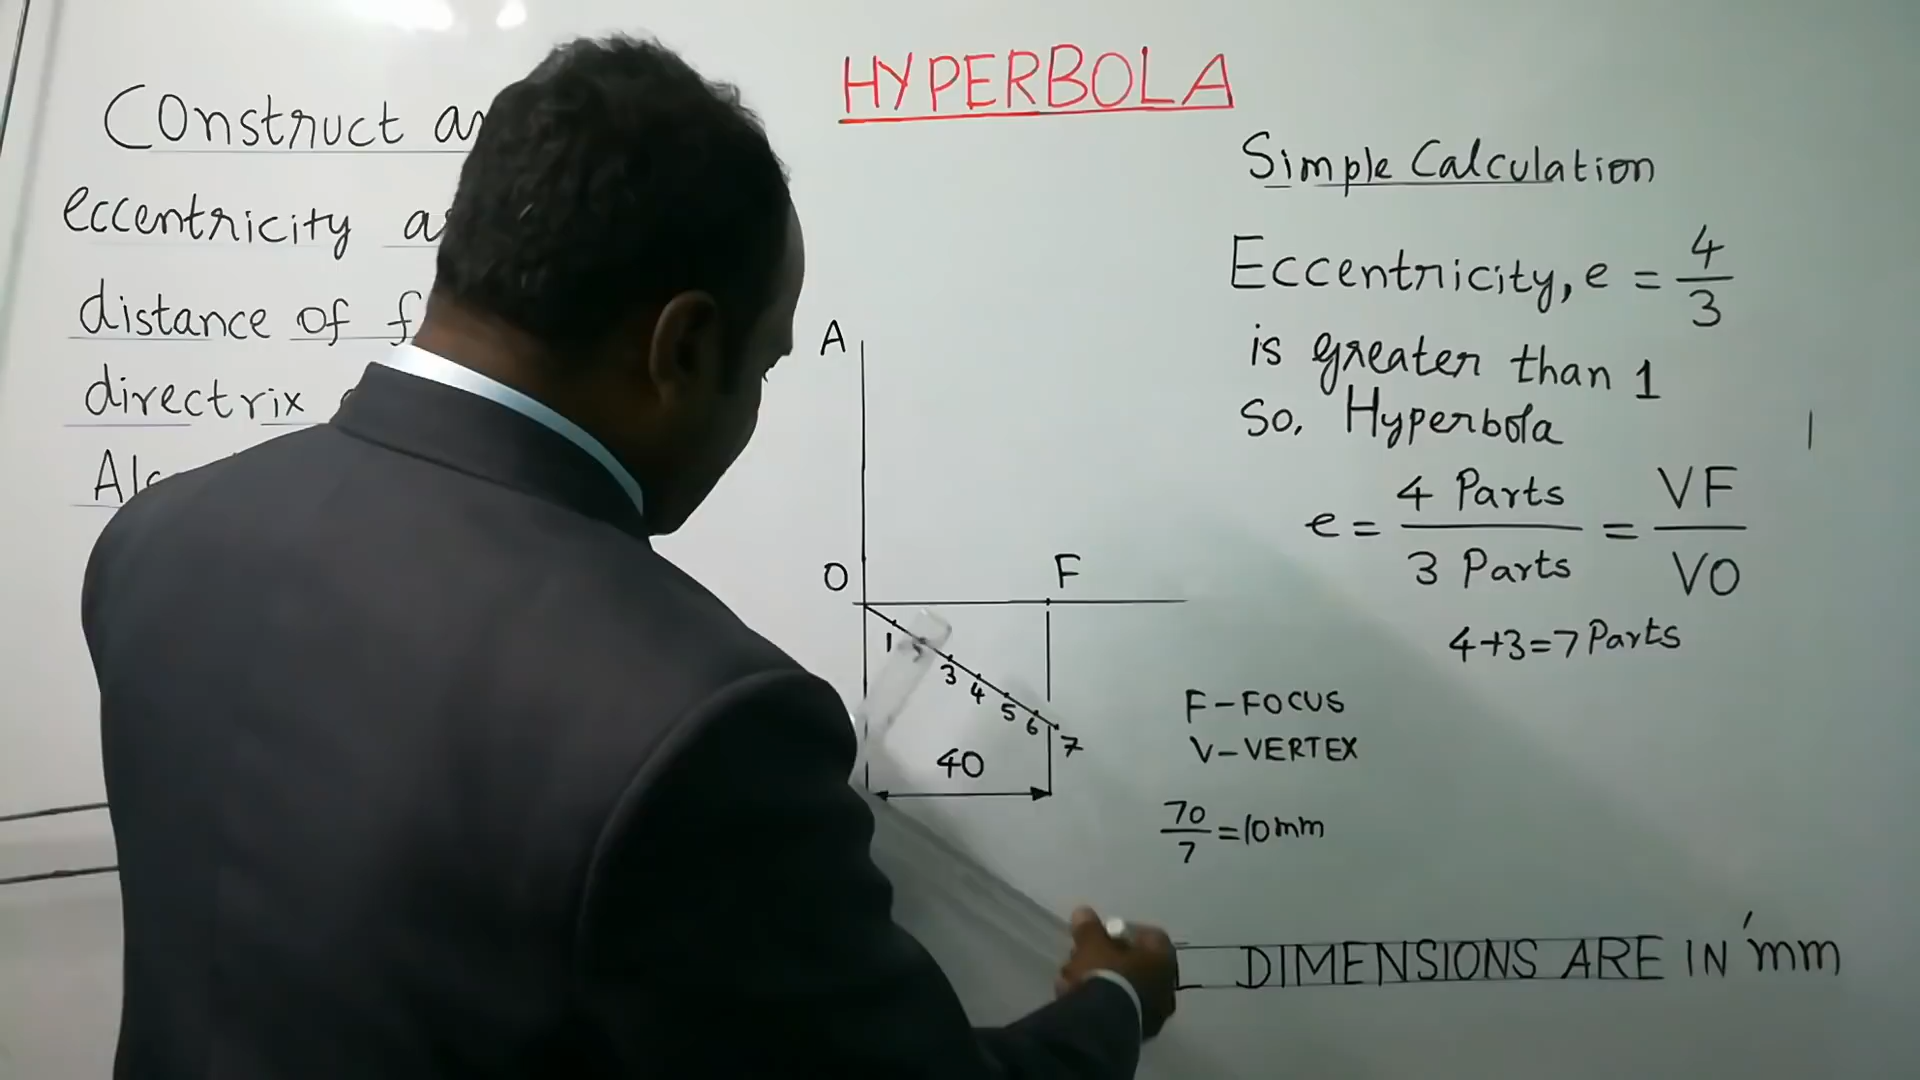 HYPERBOLA
Construct
eccentricity
distance of
directrix
Simple Calculation
Eccentricity, e = 4/3
is greater than 1
So, Hyperbola
e = 4 Parts / 3 Parts = VF / VO
4+3=7 Parts
A
O
F
1
3
4
5
6
7
40
F-FOCUS
V-VERTEX
70/7 = 10mm
DIMENSIONS ARE IN 'mm